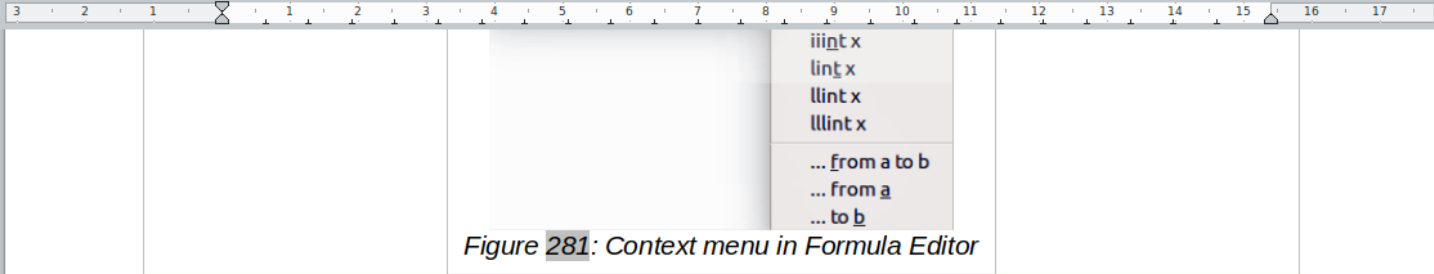 3 2 1 1 2 3 4 5 6 7 8 9 10 11 12 13 14 15 16 17
iiint x
lint x
llint x
lllint x
... from a to b
... from a
... to b
Figure 281: Context menu in Formula Editor